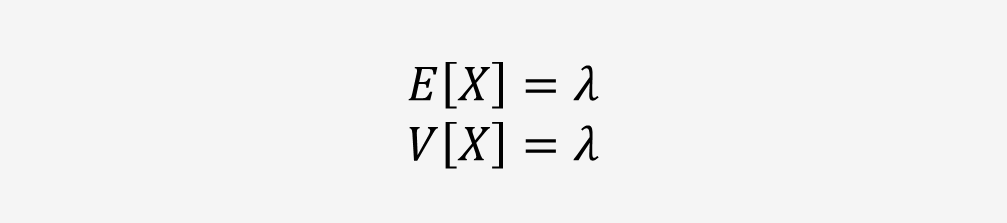 E[X] = λ
V[X] = λ